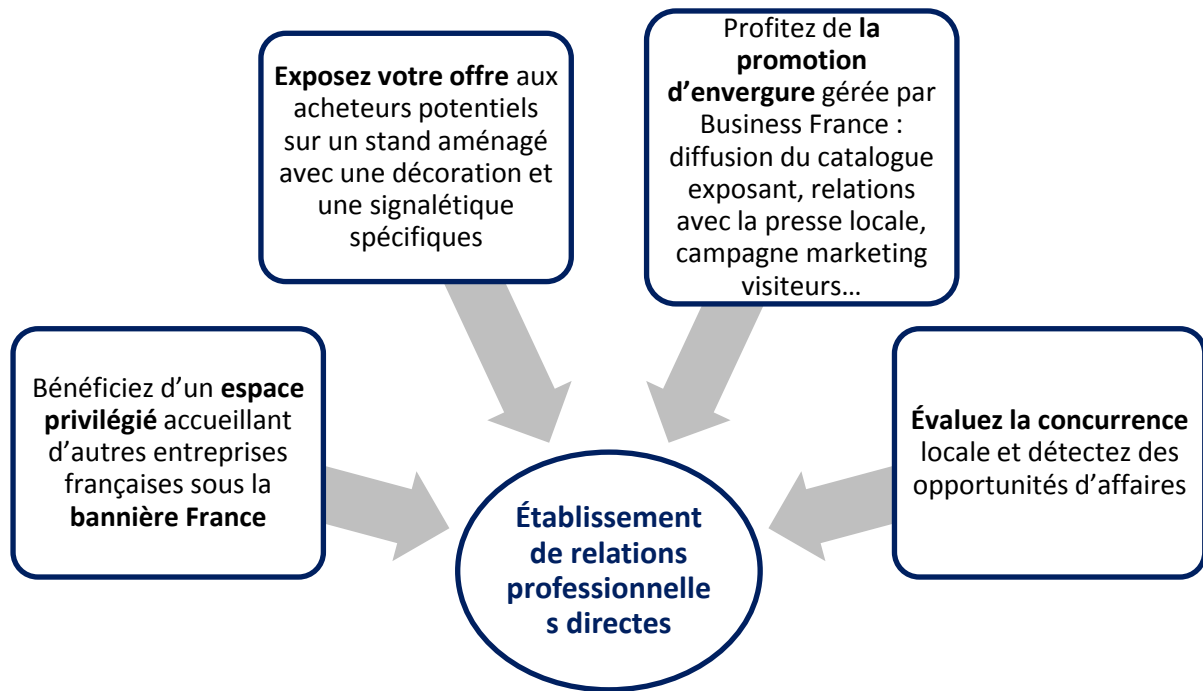 Bénéficiez d’un espace
privilégié accueillant
d’autres entreprises
françaises sous la
bannière France
Exposez votre offre aux
acheteurs potentiels
sur un stand aménagé
avec une décoration et
une signalétique
spécifiques
Profitez de la
promotion
d’envergure gérée par
Business France :
diffusion du catalogue
exposant, relations
avec la presse locale,
campagne marketing
visiteurs…
Évaluez la concurrence
locale et détectez des
opportunités d’affaires
Établissement
de relations
professionnelle
s directes